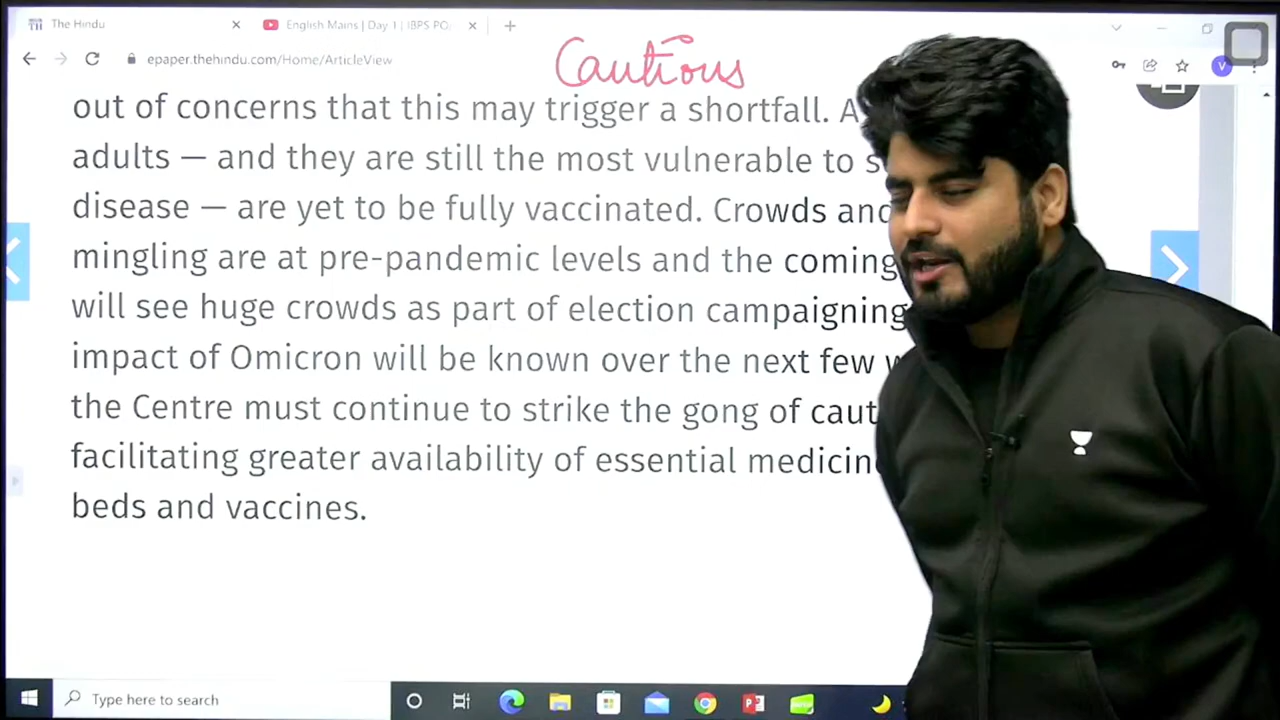 The Hindu
English Mains | Day 1 | IBPS PO
epaper.thehindu.com/Home/ArticleView
V
Cautious
out of concerns that this may trigger a shortfall.
adults — and they are still the most vulnerable to
disease — are yet to be fully vaccinated. Crowds and
mingling are at pre-pandemic levels and the coming
will see huge crowds as part of election campaigning
impact of Omicron will be known over the next few
the Centre must continue to strike the gong of
facilitating greater availability of essential
beds and vaccines.
Type here to search